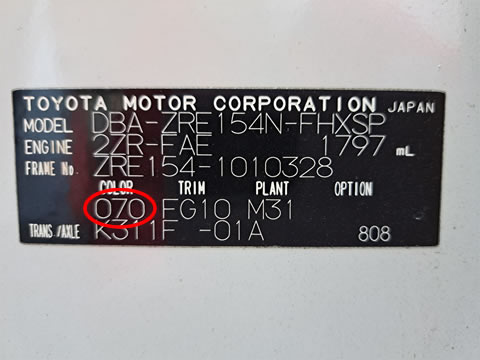 TOYOTA MOTOR CORPORATION JAPAN
MODEL DBA-ZRE154N-FHXSP
ENGINE 2ZR-FAE 1797 mL
FRAME No ZRE154-1010328
COLOR TRIM PLANT OPTION
070 FG10 M31
TRANS/AXLE K311F -01A 808